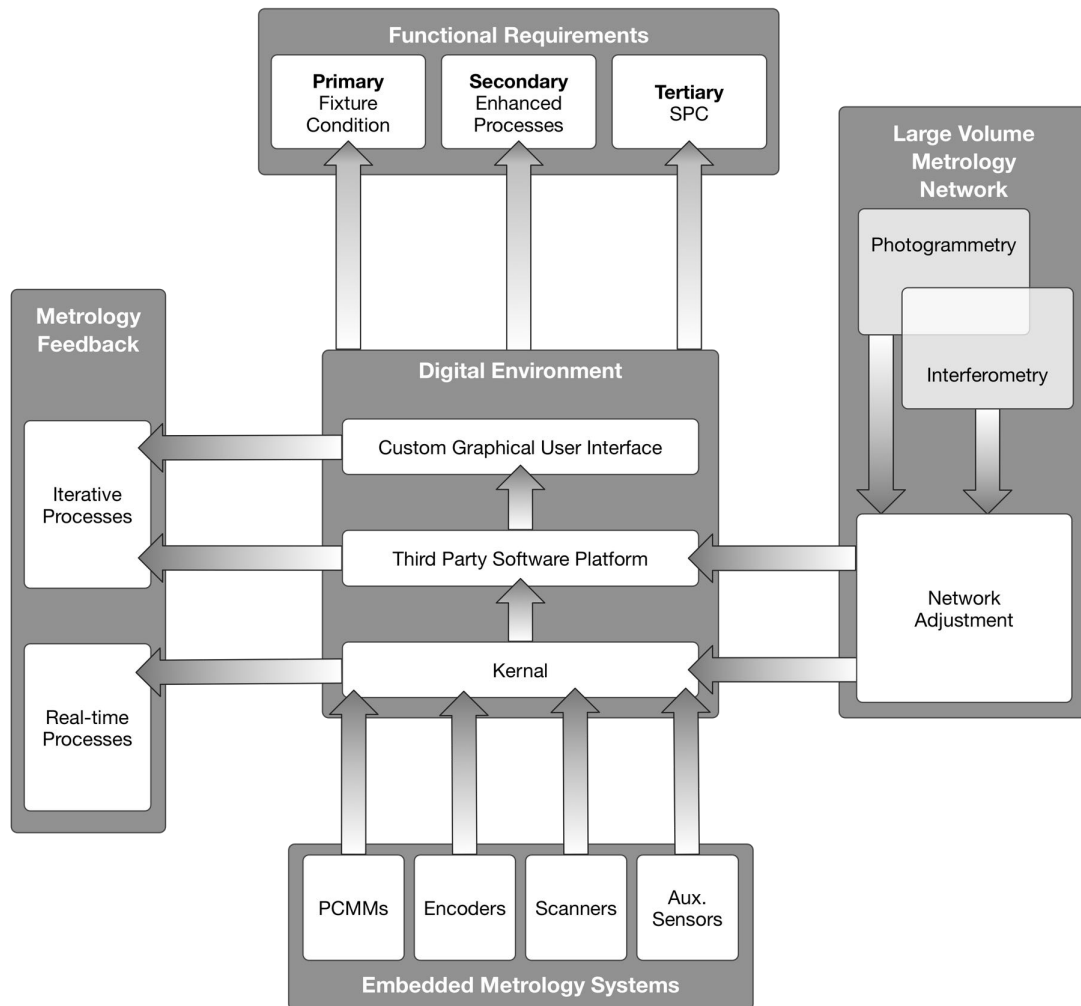 Functional Requirements
Primary
Fixture
Condition
Secondary
Enhanced
Processes
Tertiary
SPC
Large Volume
Metrology
Network
Photogrammetry
Interferometry
Network
Adjustment
Metrology
Feedback
Iterative
Processes
Real-time
Processes
Digital Environment
Custom Graphical User Interface
Third Party Software Platform
Kernal
PCMMs
Encoders
Scanners
Aux.
Sensors
Embedded Metrology Systems